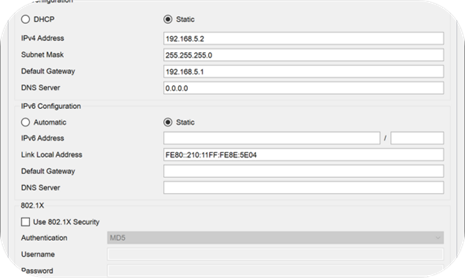 DHCP Static
IPv4 Address 192.168.5.2
Subnet Mask 255.255.255.0
Default Gateway 192.168.5.1
DNS Server 0.0.0.0
IPv6 Configuration
Automatic Static
IPv6 Address /
Link Local Address FE80::210:11FF:FE8E:5E04
Default Gateway
DNS Server
802.1X
Use 802.1X Security
Authentication MD5
Username
Password